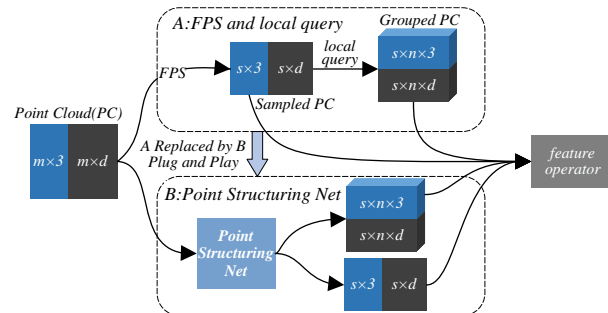 A:FPS and local query
Grouped PC
s×n×3
s×n×d
local
query
s×3 s×d
Sampled PC
FPS
Point Cloud(PC)
m×3 m×d
A Replaced by B
Plug and Play
feature
operator
B:Point Structuring Net
s×n×3
s×n×d
Point
Structuring
Net
s×3 s×d